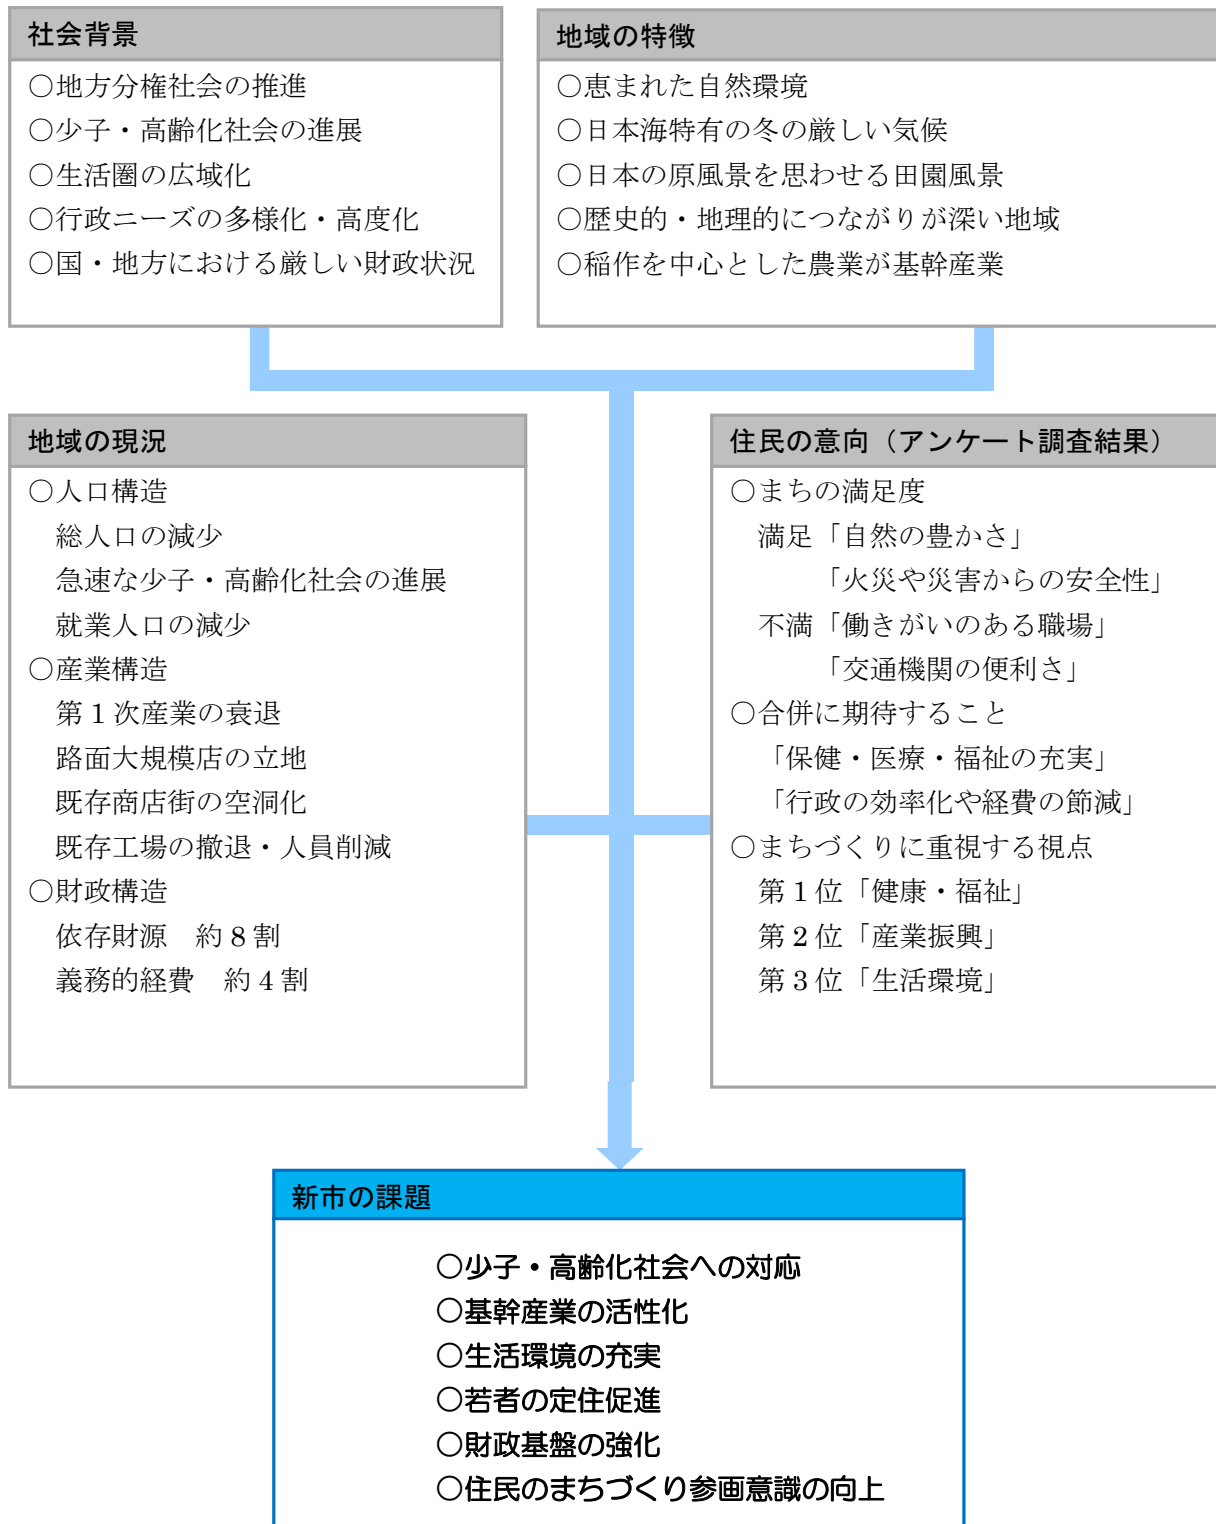 社会背景
○地方分権社会の推進
○少子・高齢化社会の進展
○生活圏の広域化
○行政ニーズの多様化・高度化
○国・地方における厳しい財政状況
地域の特徴
○恵まれた自然環境
○日本海特有の冬の厳しい気候
○日本の原風景を思わせる田園風景
○歴史的・地理的につながりが深い地域
○稲作を中心とした農業が基幹産業
地域の現況
○人口構造
総人口の減少
急速な少子・高齢化社会の進展
就業人口の減少
○産業構造
第1次産業の衰退
路面大規模店の立地
既存商店街の空洞化
既存工場の撤退・人員削減
○財政構造
依存財源　約8割
義務的経費　約4割
住民の意向（アンケート調査結果）
○まちの満足度
満足「自然の豊かさ」
「火災や災害からの安全性」
不満「働きがいのある職場」
「交通機関の便利さ」
○合併に期待すること
「保健・医療・福祉の充実」
「行政の効率化や経費の節減」
○まちづくりに重視する視点
第1位「健康・福祉」
第2位「産業振興」
第3位「生活環境」
新市の課題
○少子・高齢化社会への対応
○基幹産業の活性化
○生活環境の充実
○若者の定住促進
○財政基盤の強化
○住民のまちづくり参画意識の向上